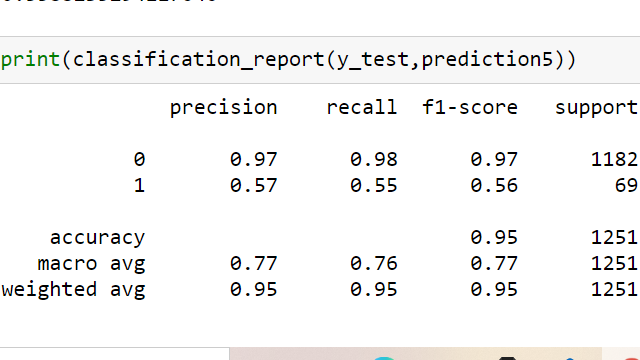 print(classification_report(y_test,prediction5))
precision recall f1-score support
0 0.97 0.98 0.97 1182
1 0.57 0.55 0.56 69
accuracy 0.95 1251
macro avg 0.77 0.76 0.77 1251
weighted avg 0.95 0.95 0.95 1251